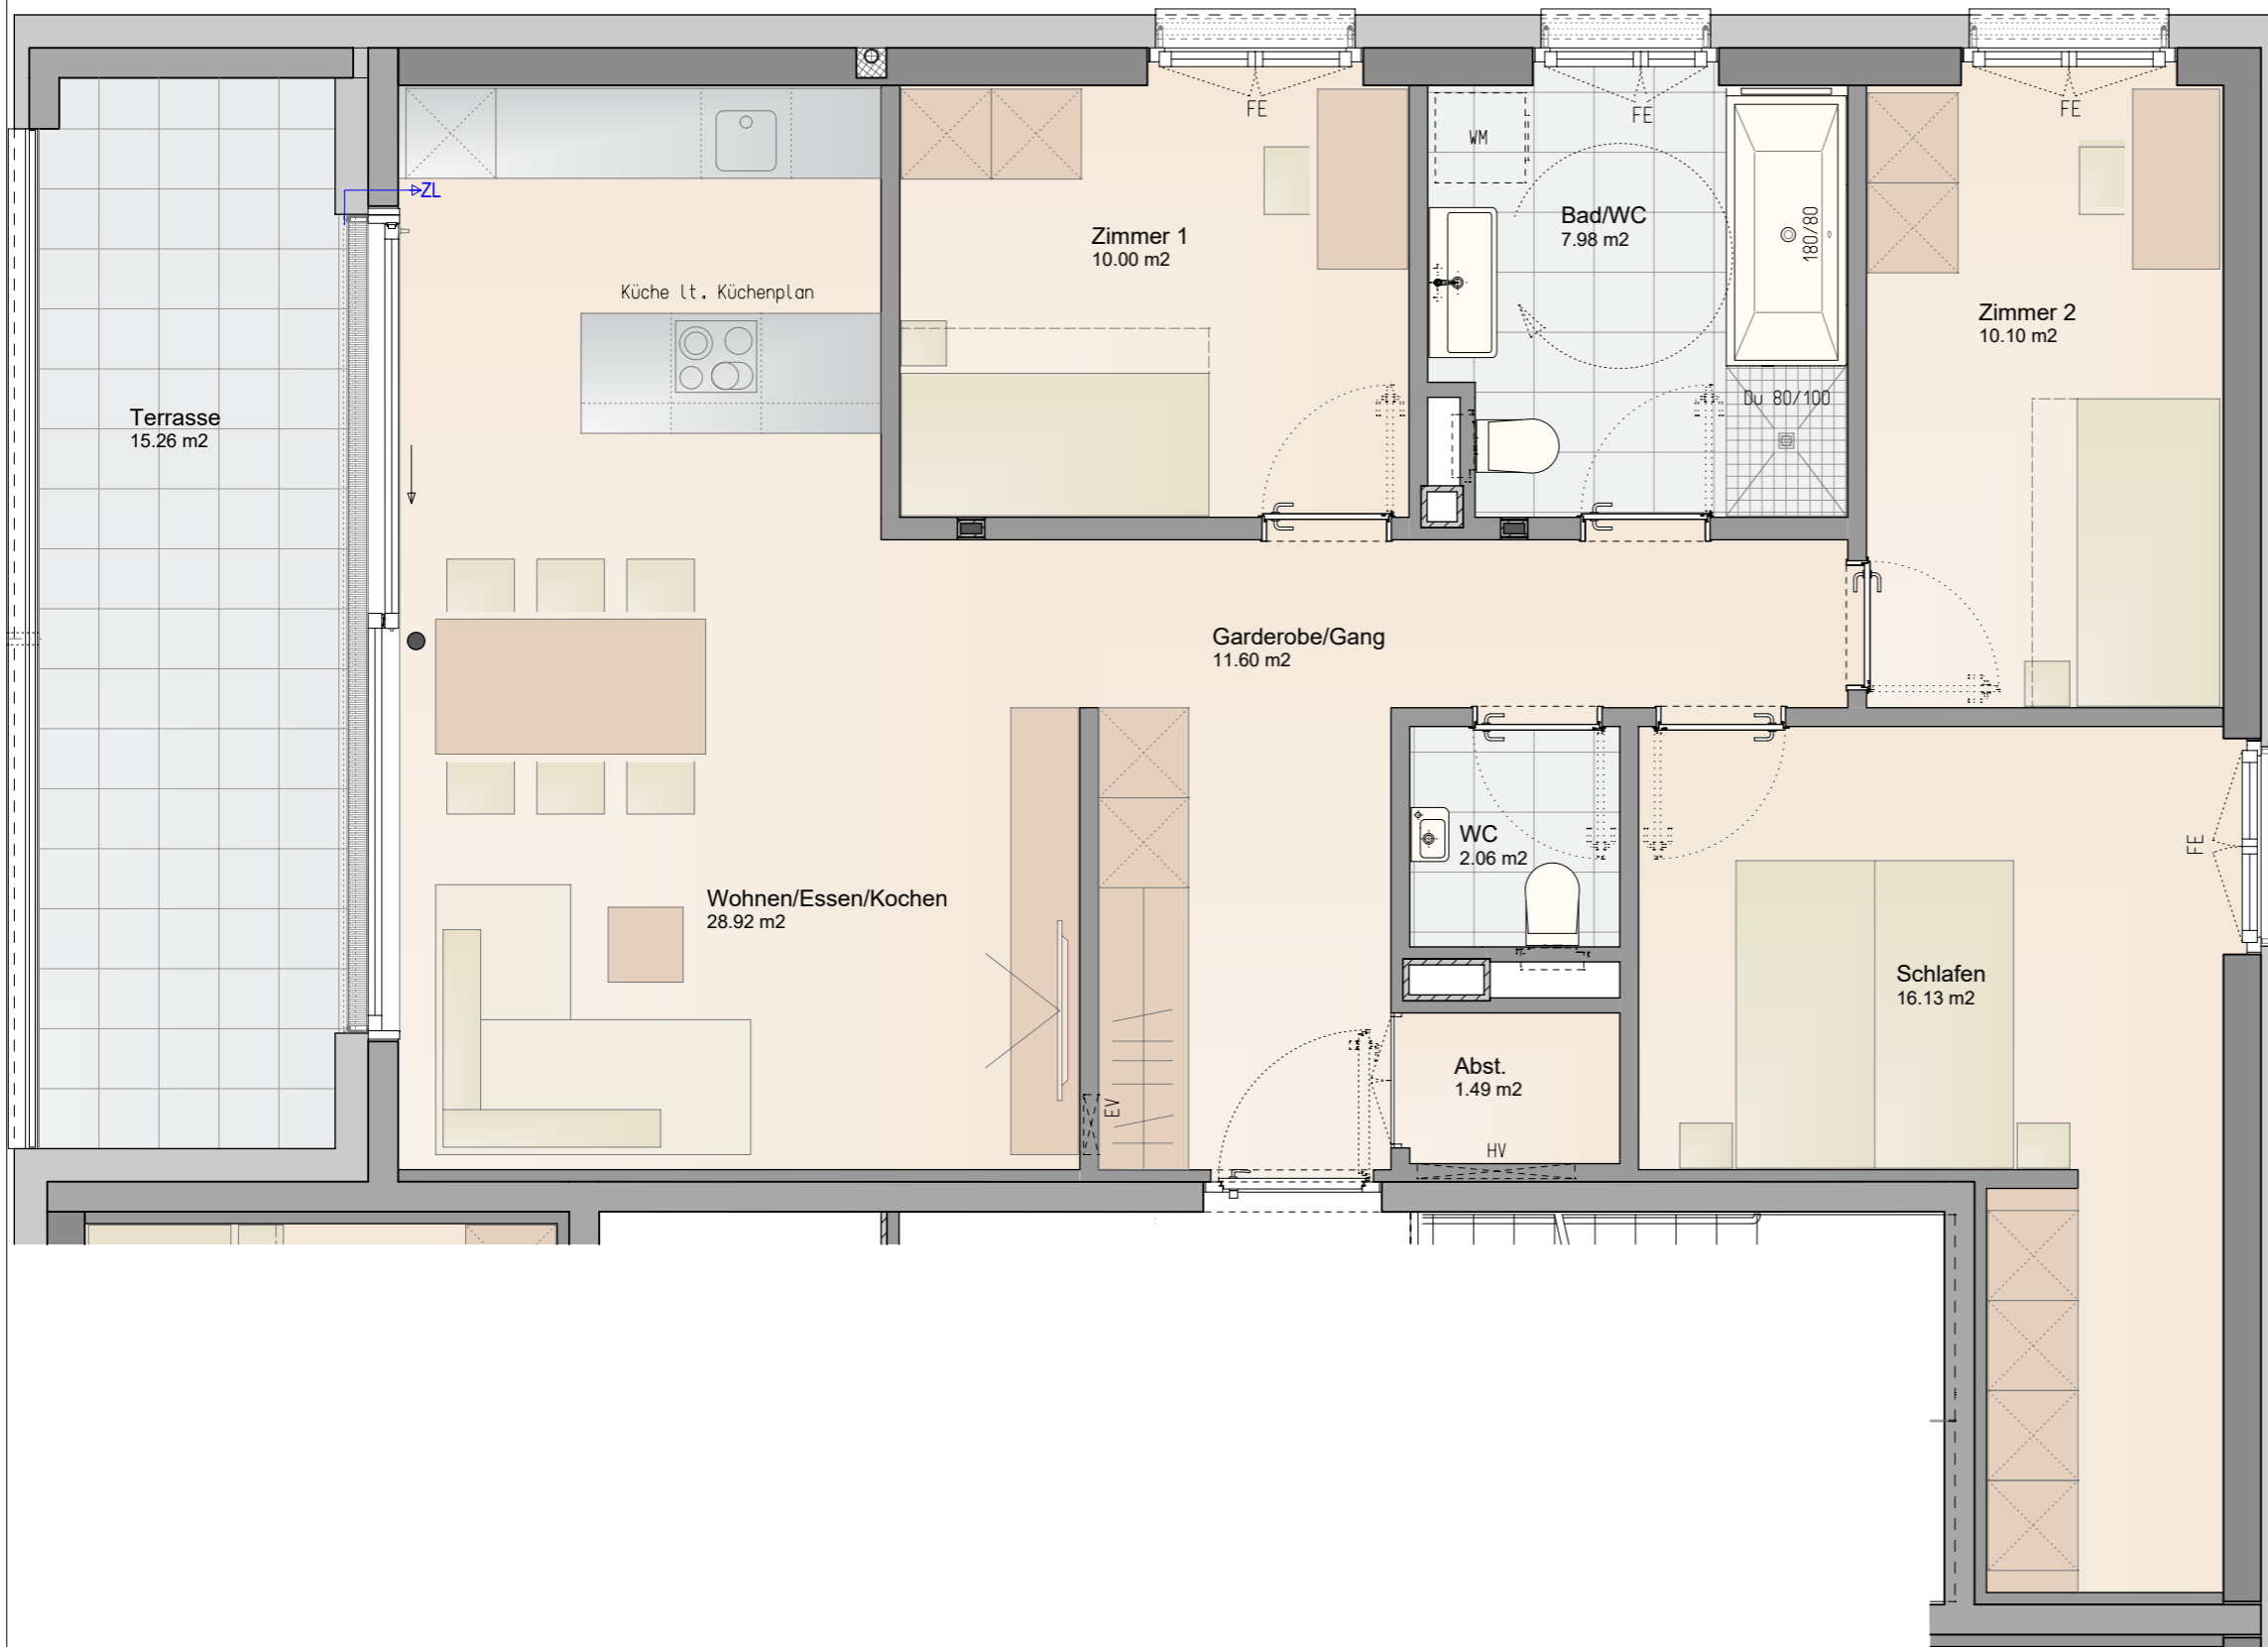 FE
FE
FE
WM
ZL
Bad/WC
7.98 m2
180/80
Zimmer 1
10.00 m2
Küche lt. Küchenplan
Zimmer 2
10.10 m2
Du 80/100
Terrasse
15.26 m2
Garderobe/Gang
11.60 m2
WC
2.06 m2
FE
Wohnen/Essen/Kochen
28.92 m2
Schlafen
16.13 m2
Abst.
1.49 m2
EV
HV